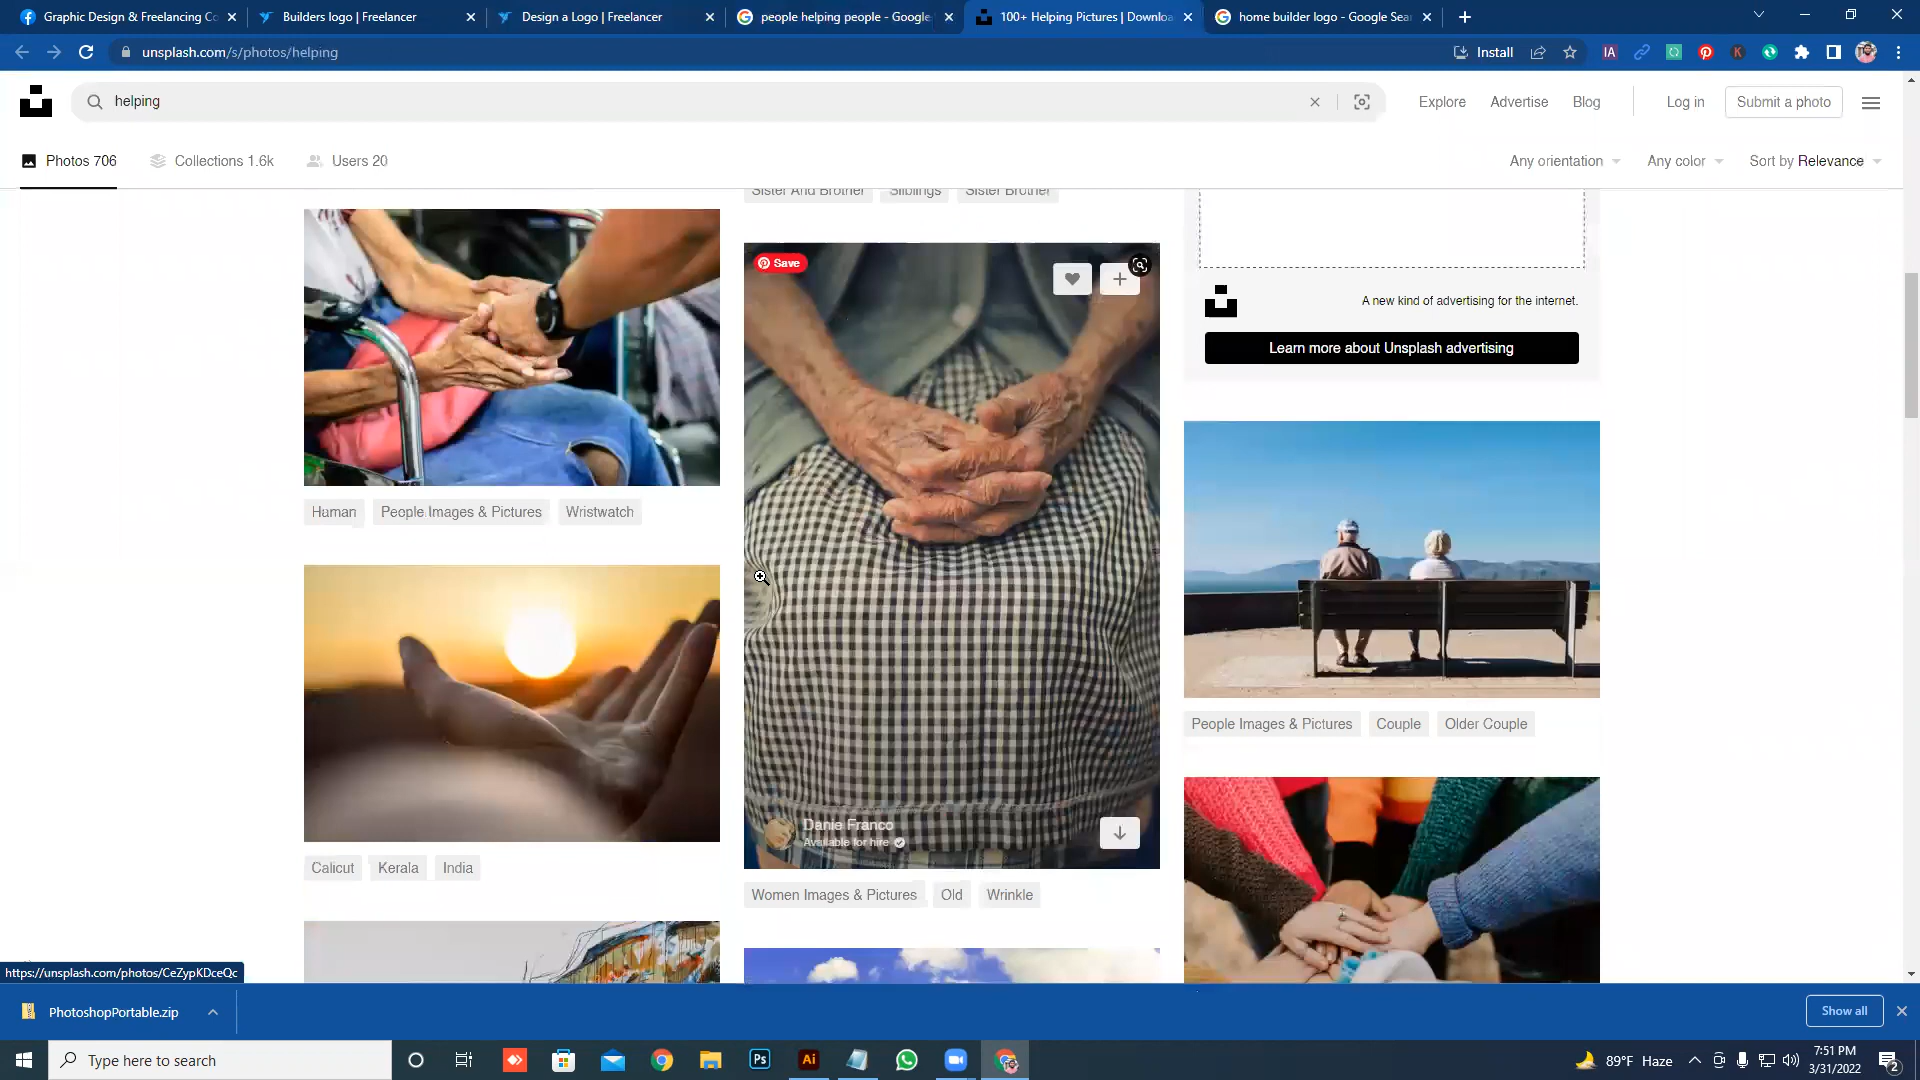 Graphic Design & Freelancing Co
Builders logo | Freelancer
Design a Logo | Freelancer
people helping people - Google
100+ Helping Pictures | Downloa
home builder logo - Google Sea
unsplash.com/s/photos/helping
Install
IA
K
helping
Explore
Advertise
Blog
Log in
Submit a photo
Photos 706
Collections 1.6k
Users 20
Any orientation
Any color
Sort by Relevance
Sister And Brother
Siblings
Sister Brother
Save
A new kind of advertising for the internet.
Learn more about Unsplash advertising
Human
People Images & Pictures
Wristwatch
People Images & Pictures
Couple
Older Couple
Danie Franco
Available for hire
Calicut
Kerala
India
Women Images & Pictures
Old
Wrinkle
https://unsplash.com/photos/CeZypKDceQc
PhotoshopPortable.zip
Show all
Type here to search
Ps
Ai
89°F Haze
7:51 PM
3/31/2022
2